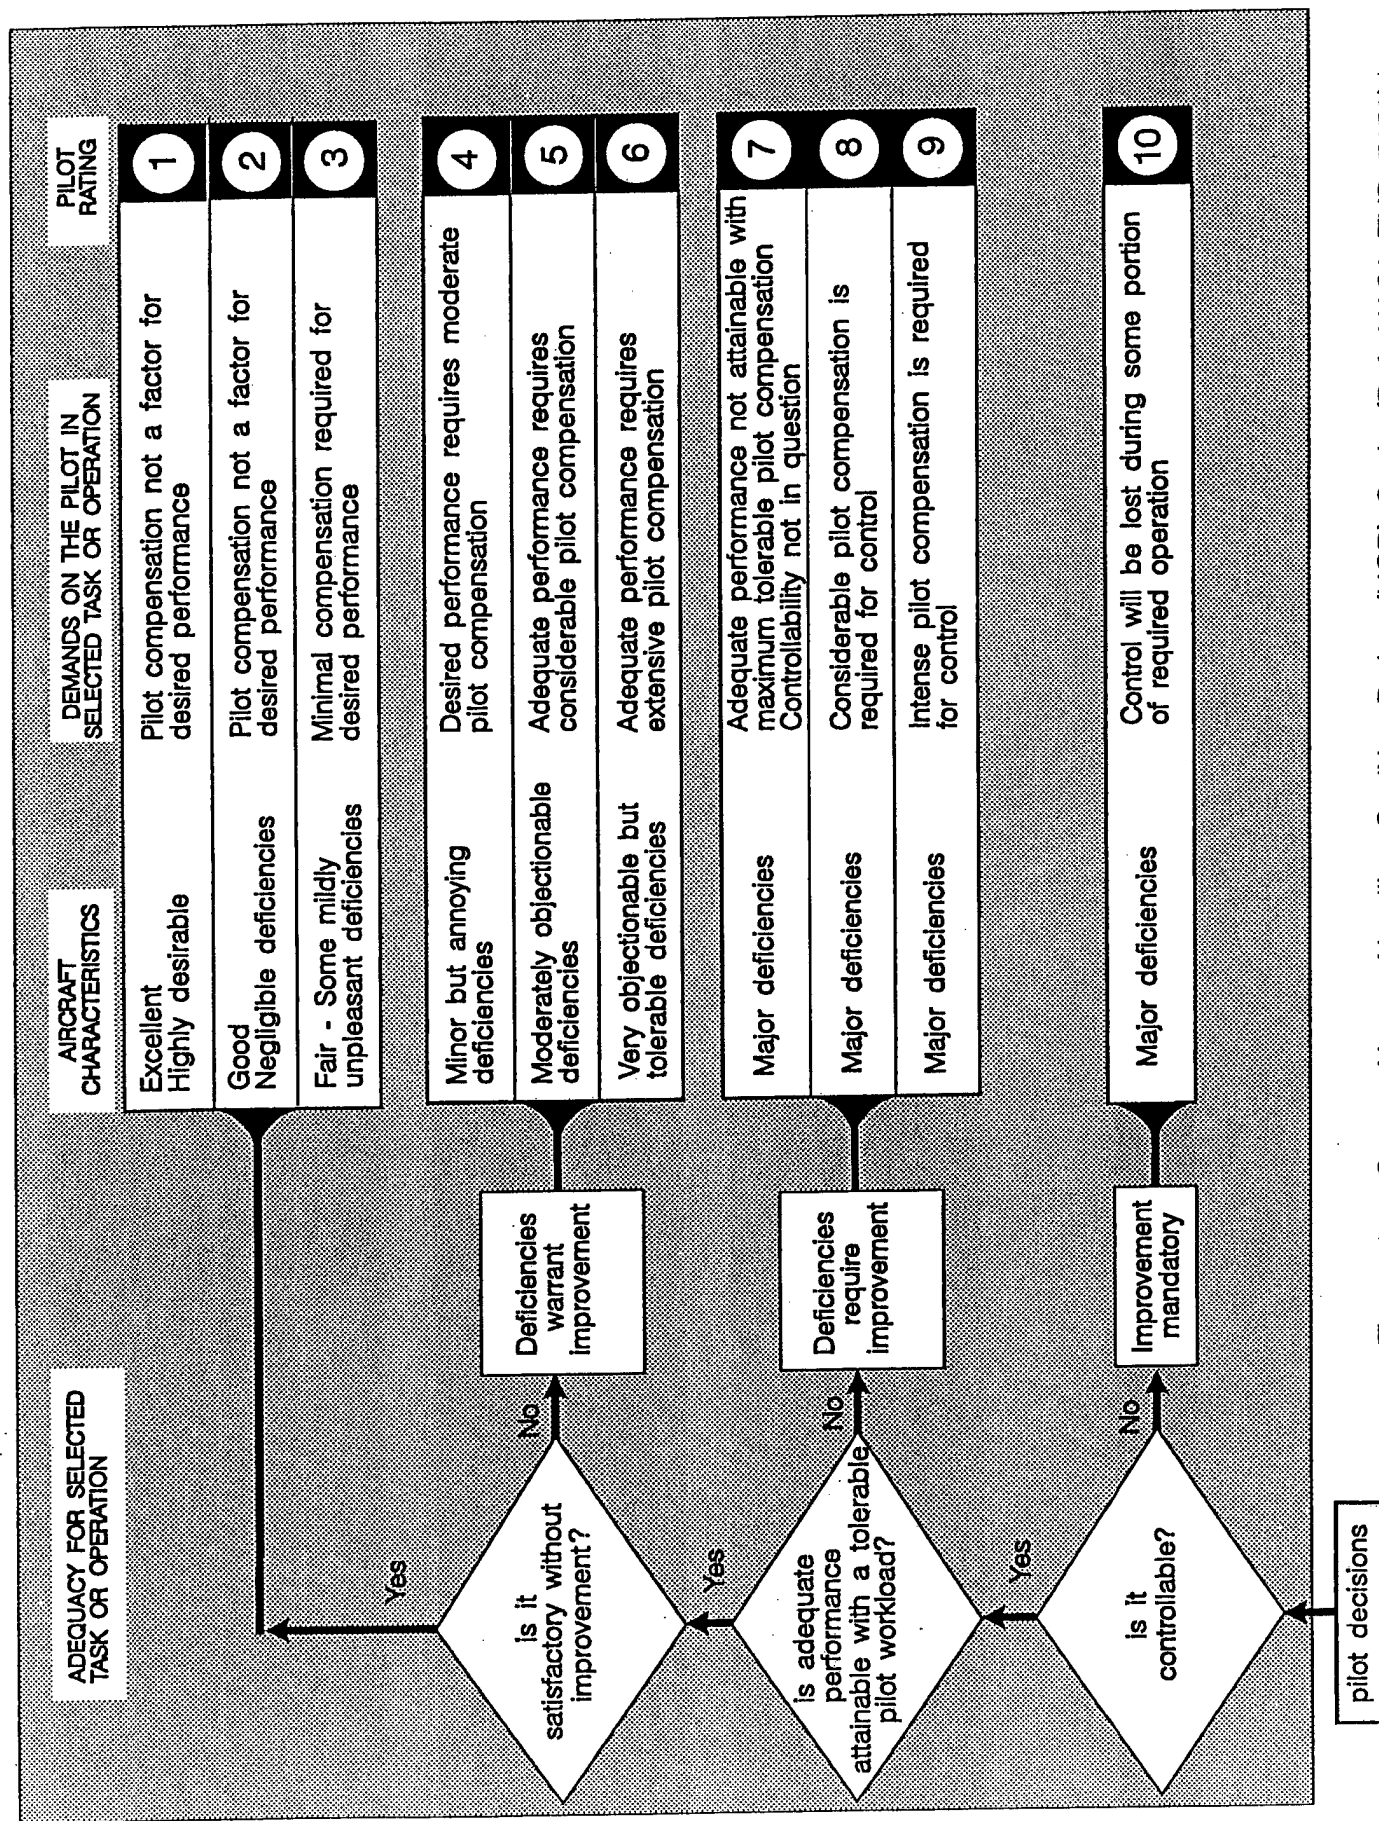 ADEQUACY FOR SELECTED
TASK OR OPERATION
AIRCRAFT
CHARACTERISTICS
DEMANDS ON THE PILOT IN
SELECTED TASK OR OPERATION
PILOT
RATING
Excellent
Highly desirable
Pilot compensation not a factor for
desired performance
1
Good
Negligible deficiencies
Pilot compensation not a factor for
desired performance
2
Fair - Some mildly
unpleasant deficiencies
Minimal compensation required for
desired performance
3
Yes
is it
satisfactory without
improvement?
No
Deficiencies
warrant
improvement
Minor but annoying
deficiencies
Desired performance requires moderate
pilot compensation
4
Moderately objectionable
deficiencies
Adequate performance requires
considerable pilot compensation
5
Very objectionable but
tolerable deficiencies
Adequate performance requires
extensive pilot compensation
6
Yes
is adequate
performance
attainable with a tolerable
pilot workload?
No
Deficiencies
require
improvement
Major deficiencies
Adequate performance not attainable with
maximum tolerable pilot compensation
Controllability not in question
7
Major deficiencies
Considerable pilot compensation is
required for control
8
Major deficiencies
Intense pilot compensation is required
for control
9
Yes
is it
controllable?
No
Improvement
mandatory
Major deficiencies
Control will be lost during some portion
of required operation
10
pilot decisions